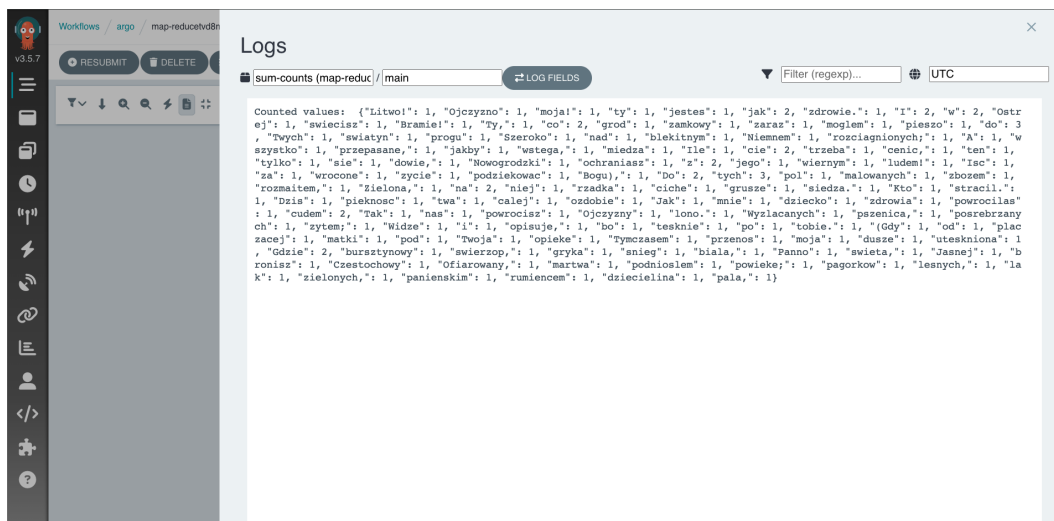 Workflows / argo / map-reducetvd8n
v3.5.7
RESUBMIT
DELETE
Logs
×
sum-counts (map-reduc / main
LOG FIELDS
Filter (regexp)...
UTC
Counted values:  {"Litwo!": 1, "Ojczyzno": 1, "moja!": 1, "ty": 1, "jestes": 1, "jak": 2, "zdrowie.": 1, "I": 2, "w": 2, "Ostr
ej": 1, "swiecisz": 1, "Bramie!": 1, "Ty,": 1, "co": 2, "grod": 1, "zamkowy": 1, "zaraz": 1, "moglem": 1, "pieszo": 1, "do": 3
, "Twych": 1, "swiatyn": 1, "progu": 1, "Szeroko": 1, "nad": 1, "blekitnym": 1, "Niemnem": 1, "rozciagnionych;": 1, "A": 1, "w
szystko": 1, "przepasane,": 1, "jakby": 1, "wstega,": 1, "miedza": 1, "Ile": 1, "cie": 2, "trzeba": 1, "cenic,": 1, "ten": 1,
"tylko": 1, "sie": 1, "dowie,": 1, "Nowogrodzki": 1, "ochraniasz": 1, "z": 2, "jego": 1, "wiernym": 1, "ludem!": 1, "Isc": 1,
"za": 1, "wrocone": 1, "zycie": 1, "podziekowac": 1, "Bogu),": 1, "Do": 2, "tych": 3, "pol": 1, "malowanych": 1, "zbozem": 1,
"rozmaitem,": 1, "Zielona,": 1, "na": 2, "niej": 1, "rzadka": 1, "ciche": 1, "grusze": 1, "siedza.": 1, "Kto": 1, "stracil.":
1, "Dzis": 1, "pieknosc": 1, "twa": 1, "calej": 1, "ozdobie": 1, "Jak": 1, "mnie": 1, "dziecko": 1, "zdrowia": 1, "powrocilas"
: 1, "cudem": 2, "Tak": 1, "nas": 1, "powrocisz": 1, "Ojczyzny": 1, "lono.": 1, "Wyzlacanych": 1, "pszenica,": 1, "posrebrzany
ch": 1, "zytem;": 1, "Widze": 1, "i": 1, "opisuje,": 1, "bo": 1, "tesknie": 1, "po": 1, "tobie.": 1, "(Gdy": 1, "od": 1, "plac
zacej": 1, "matki": 1, "pod": 1, "Twoja": 1, "opieke": 1, "Tymczasem": 1, "przenos": 1, "moja": 1, "dusze": 1, "uteskniona": 1
, "Gdzie": 2, "bursztynowy": 1, "swierzop,": 1, "gryka": 1, "snieg": 1, "biala,": 1, "Panno": 1, "swieta,": 1, "Jasnej": 1, "b
ronisz": 1, "Czestochowy": 1, "Ofiarowany,": 1, "martwa": 1, "podnioslem": 1, "powieke;": 1, "pagorkow": 1, "lesnych,": 1, "la
k": 1, "zielonych,": 1, "panienskim": 1, "rumiencem": 1, "dziecielina": 1, "pala,": 1}